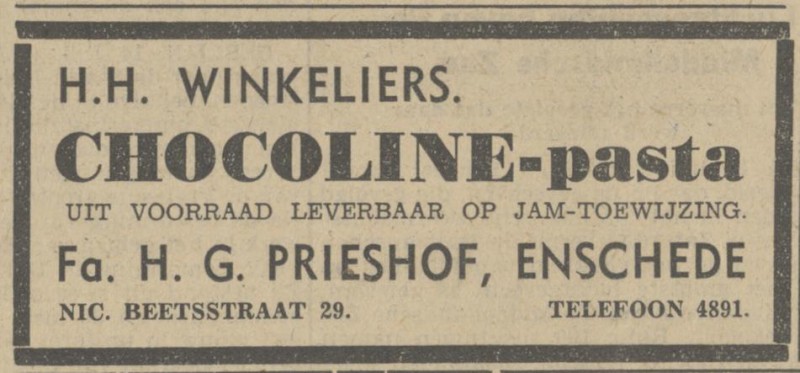 H.H. WINKELIERS.
CHOCOLINE-pasta
UIT VOORRAAD LEVERBAAR OP JAM-TOEWIJZING.
Fa. H. G. PRIESHOF, ENSCHEDE
NIC. BEETSSTRAAT 29. TELEFOON 4891.